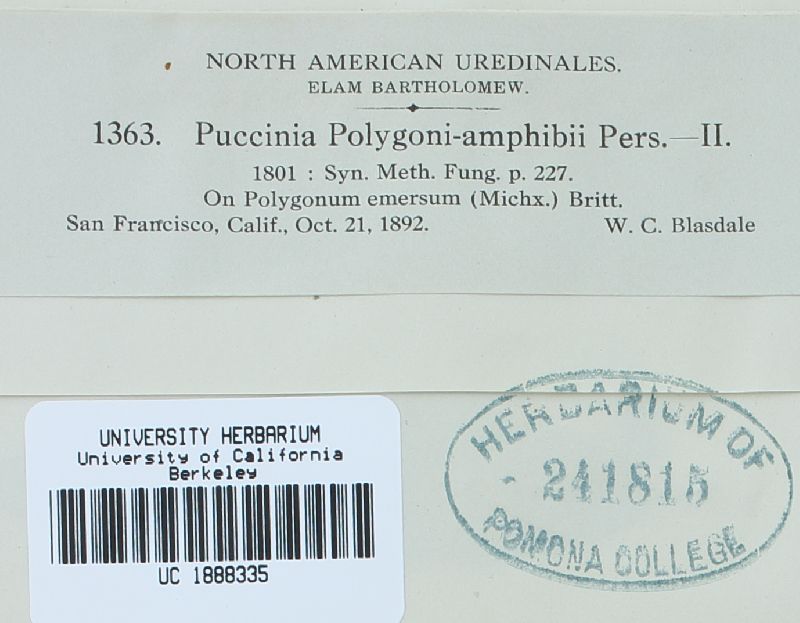 NORTH AMERICAN UREDINALES.
ELAM BARTHOLOMEW.
1363. Puccinia Polygoni-amphibii Pers.—II.
1801 : Syn. Meth. Fung. p. 227.
On Polygonum emersum (Michx.) Britt.
San Francisco, Calif., Oct. 21, 1892. W. C. Blasdale
UNIVERSITY HERBARIUM
University of California
Berkeley
UC 1888335
HERBARIUM OF
241815
POMONA COLLEGE